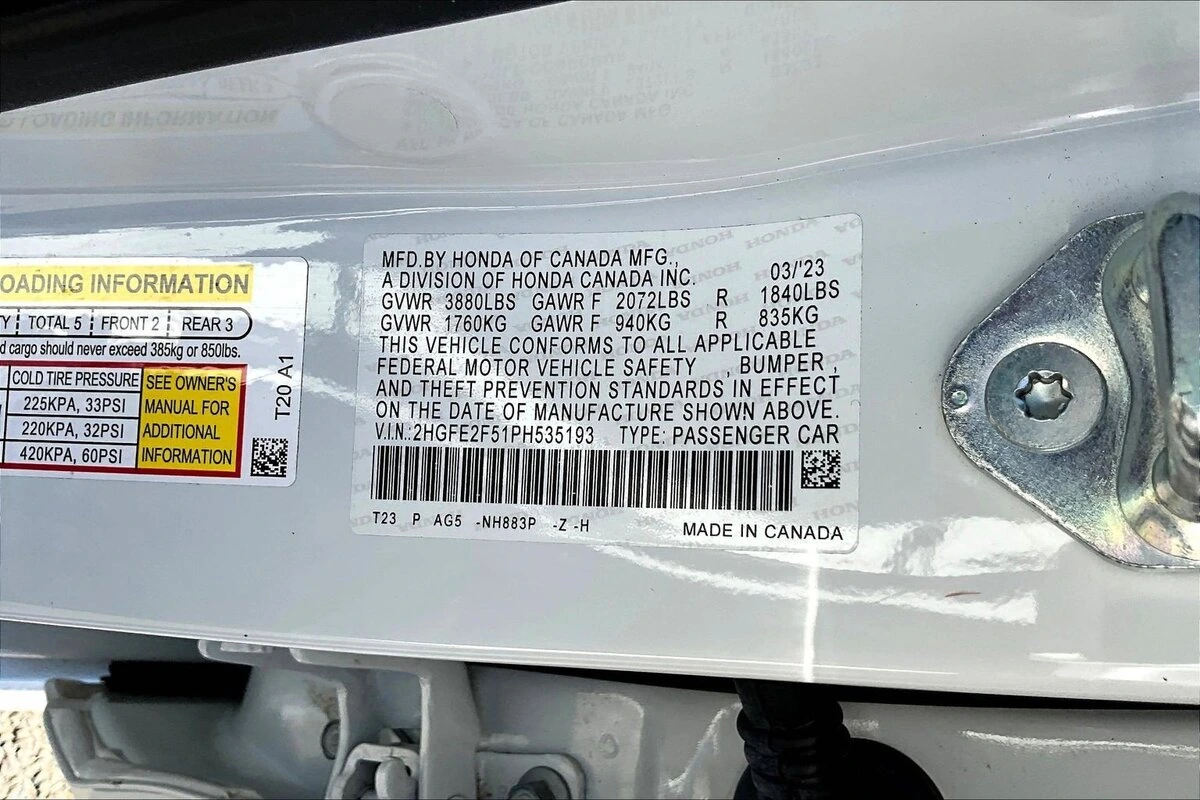 OADING INFORMATION
TY TOTAL 5 FRONT 2 REAR 3
d cargo should never exceed 385kg or 850lbs.
COLD TIRE PRESSURE SEE OWNER'S
225KPA, 33PSI MANUAL FOR
220KPA, 32PSI ADDITIONAL
420KPA, 60PSI INFORMATION
T20 A1
MFD.BY HONDA OF CANADA MFG.,
A DIVISION OF HONDA CANADA INC. 03/'23
GVWR 3880LBS GAWR F 2072LBS R 1840LBS
GVWR 1760KG GAWR F 940KG R 835KG
THIS VEHICLE CONFORMS TO ALL APPLICABLE
FEDERAL MOTOR VEHICLE SAFETY , BUMPER ,
AND THEFT PREVENTION STANDARDS IN EFFECT
ON THE DATE OF MANUFACTURE SHOWN ABOVE.
V.I.N.:2HGFE2F51PH535193 TYPE: PASSENGER CAR
T23 P AG5 -NH883P -Z -H
MADE IN CANADA